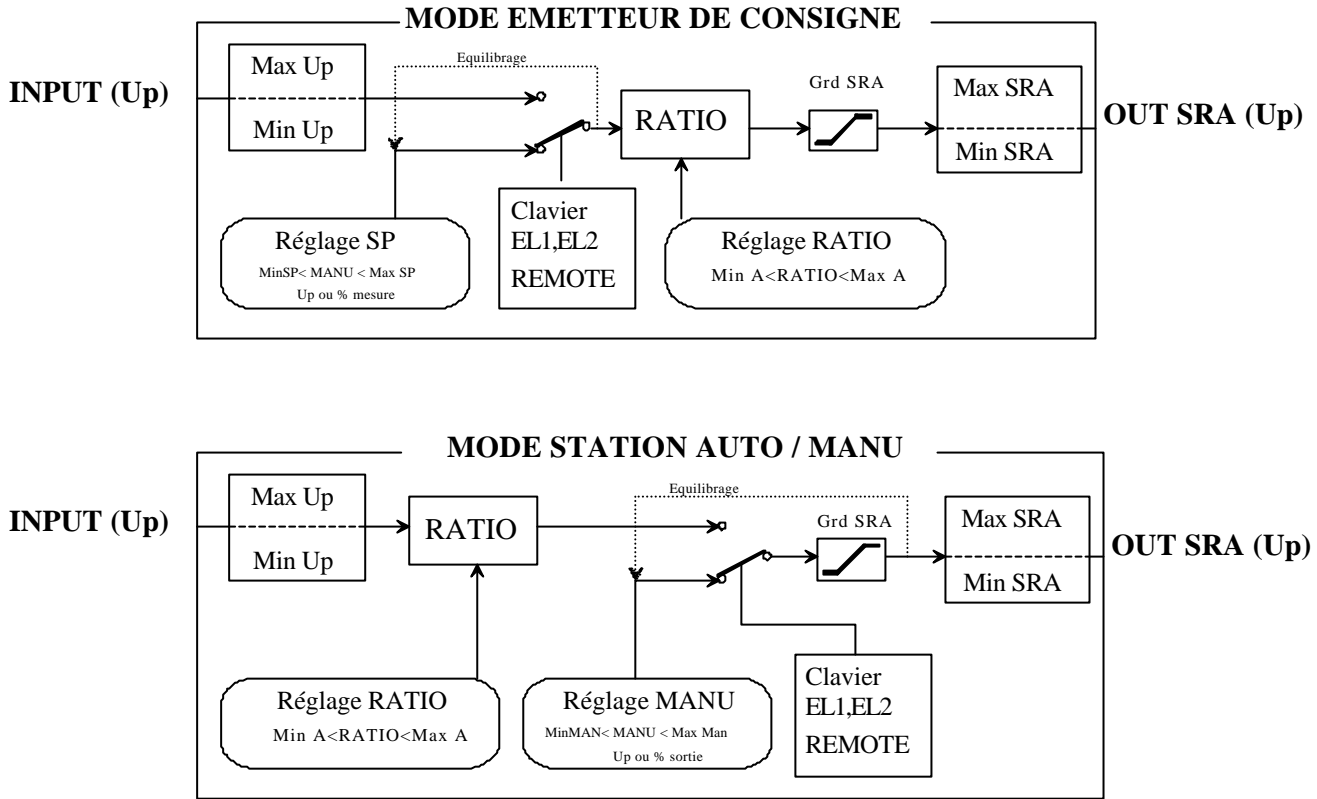 MODE EMETTEUR DE CONSIGNE
INPUT (Up)
Max Up
Min Up
Equilibrage
RATIO
Grd SRA
Max SRA
Min SRA
OUT SRA (Up)
Réglage SP
MinSP< MANU < Max SP
Up ou % mesure
Clavier
EL1,EL2
REMOTE
Réglage RATIO
Min A<RATIO<Max A
MODE STATION AUTO / MANU
INPUT (Up)
Max Up
Min Up
RATIO
Equilibrage
Grd SRA
Max SRA
Min SRA
OUT SRA (Up)
Réglage RATIO
Min A<RATIO<Max A
Réglage MANU
MinMAN< MANU < Max Man
Up ou % sortie
Clavier
EL1,EL2
REMOTE